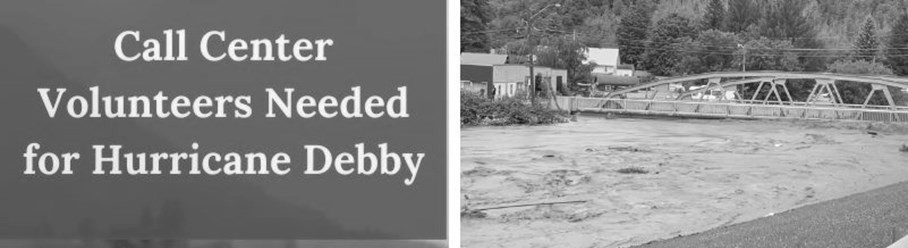 Call Center
Volunteers Needed
for Hurricane Debby